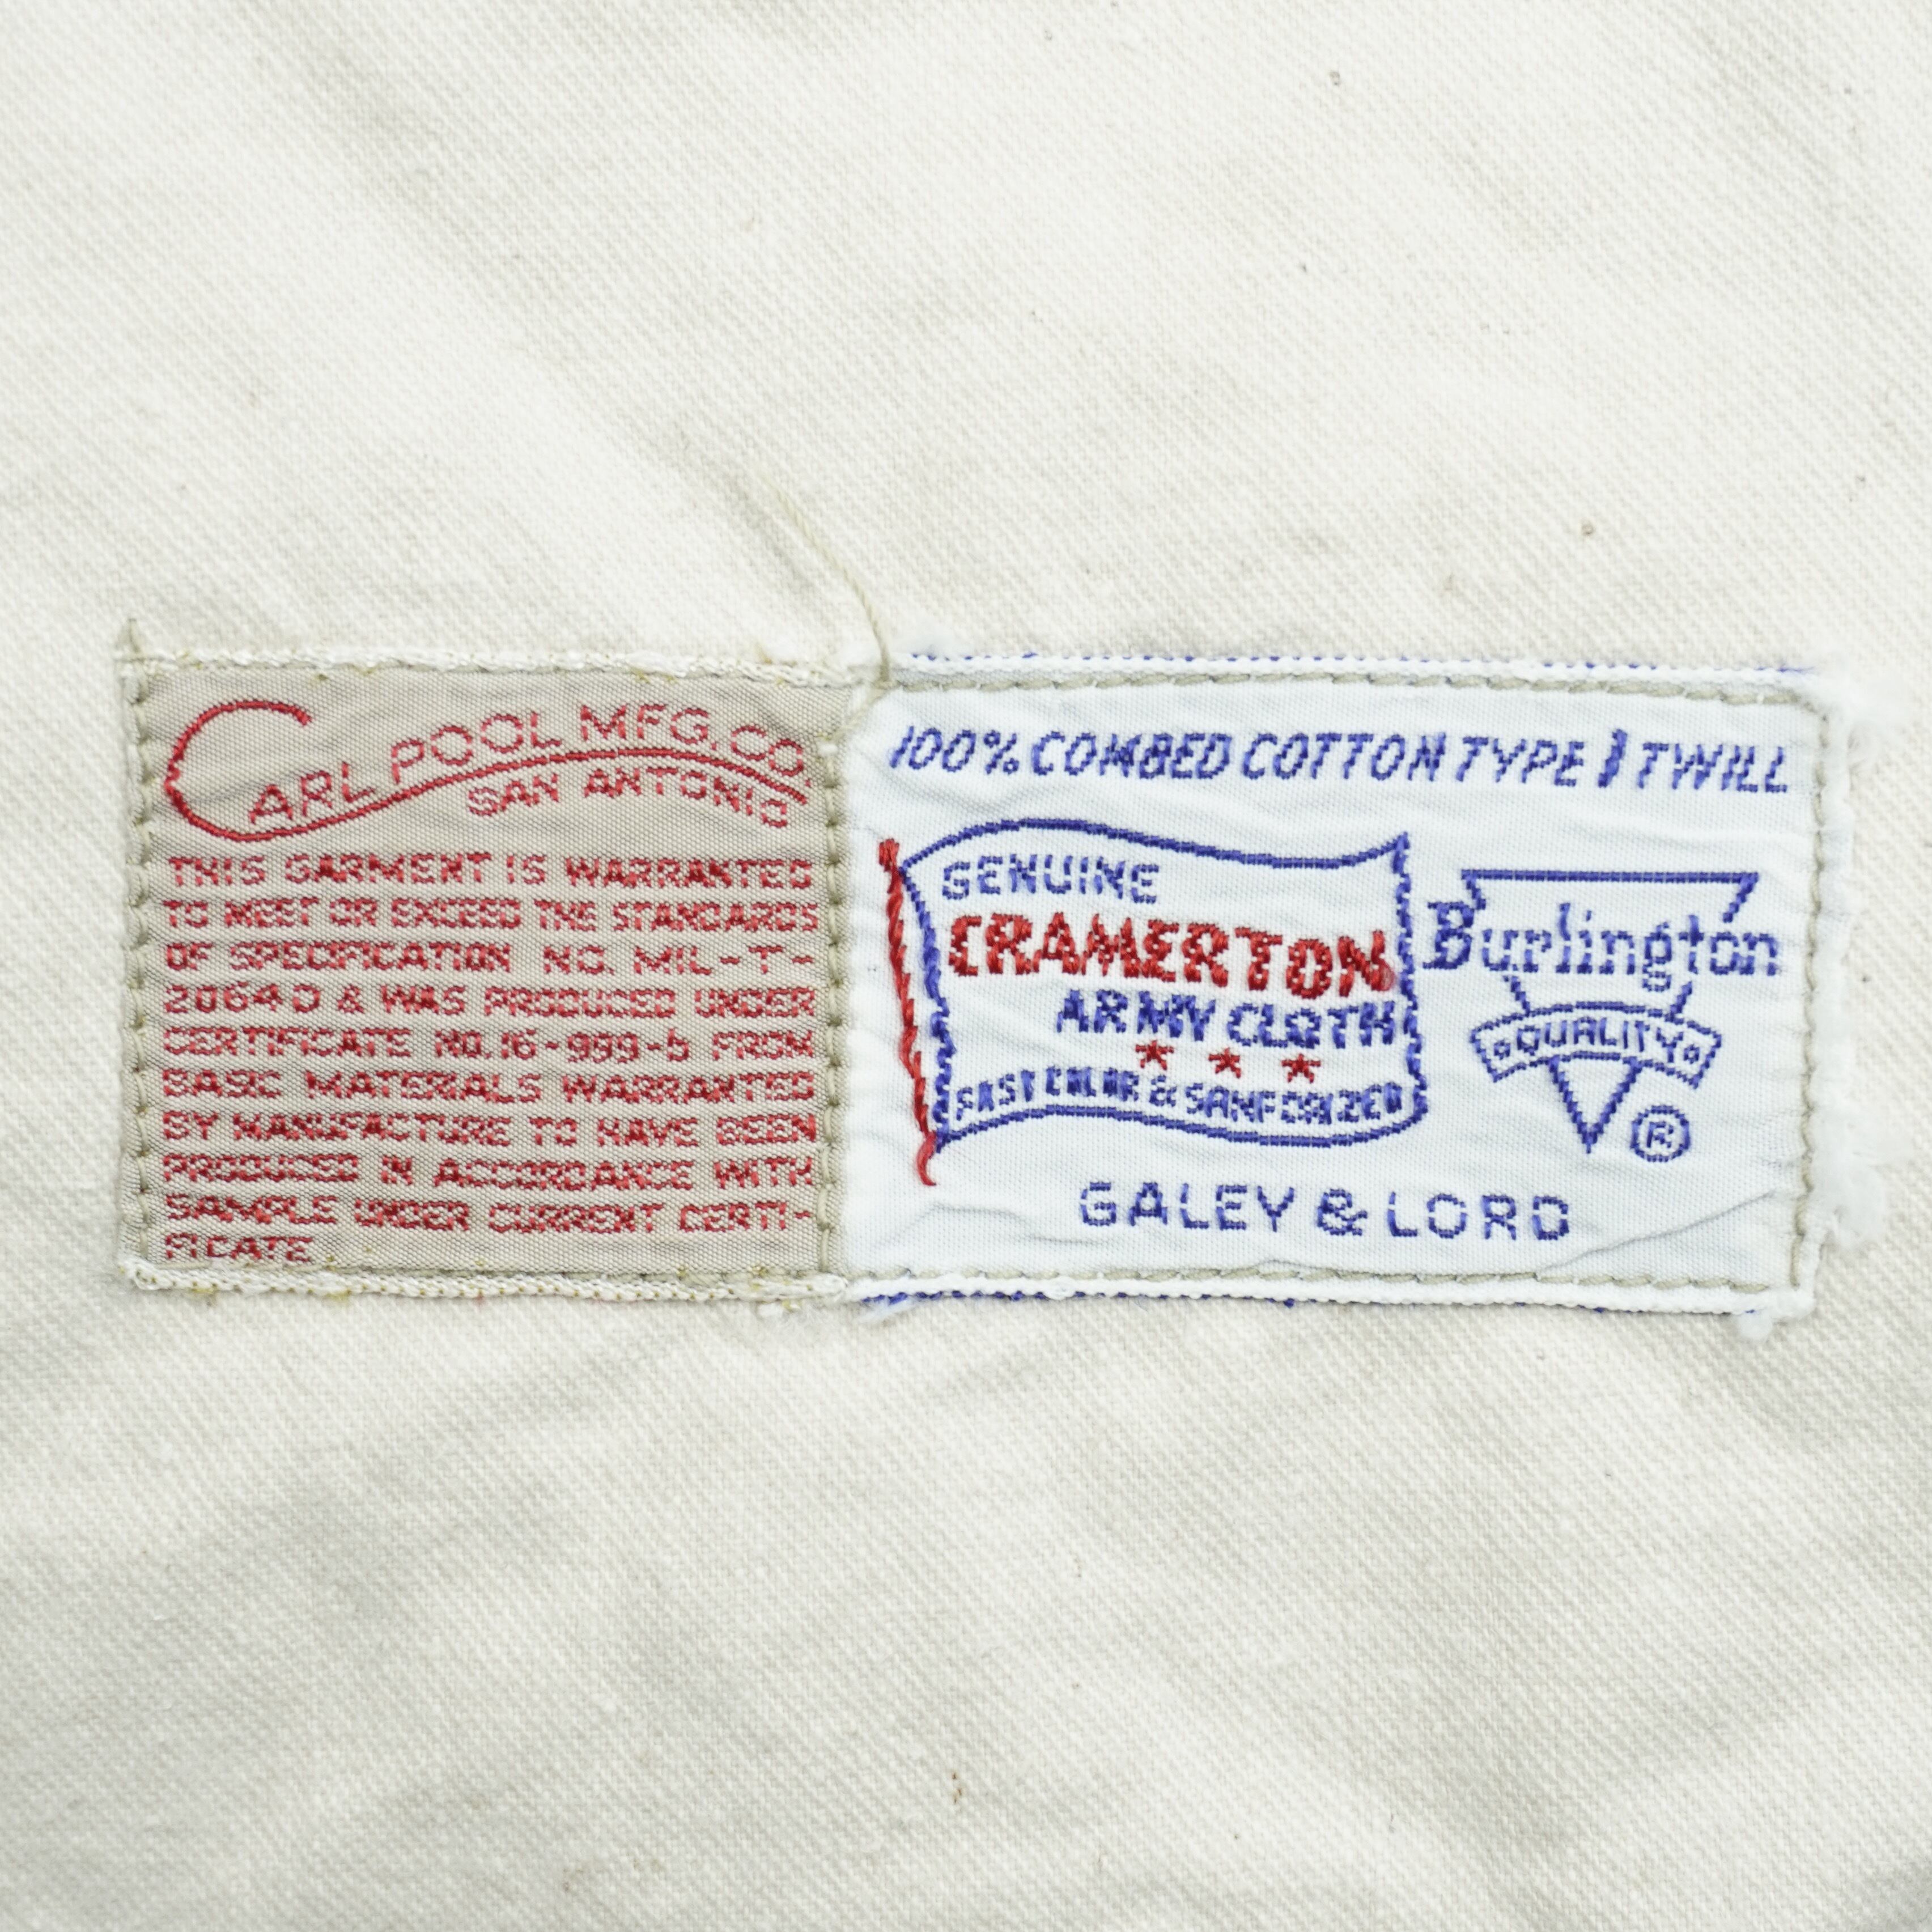 CARL POOL MFG. CO.
SAN ANTONIO
THIS GARMENT IS WARRANTED
TO MEET OR EXCEED THE STANDARDS
OF SPECIFICATION NO. MIL-T-
20640 & WAS PRODUCED UNDER
CERTIFICATE NO. 16-999-b FROM
BASIC MATERIALS WARRANTED
BY MANUFACTURE TO HAVE BEEN
PRODUCED IN ACCORDANCE WITH
SAMPLE UNDER CURRENT CERTI-
FICATE
100% COMBED COTTON TYPE I TWILL
GENUINE
CRAMERTON
ARMY CLOTH
FAST COLOR & SANFORIZED
Burlington
QUALITY
®
GALEY & LORD